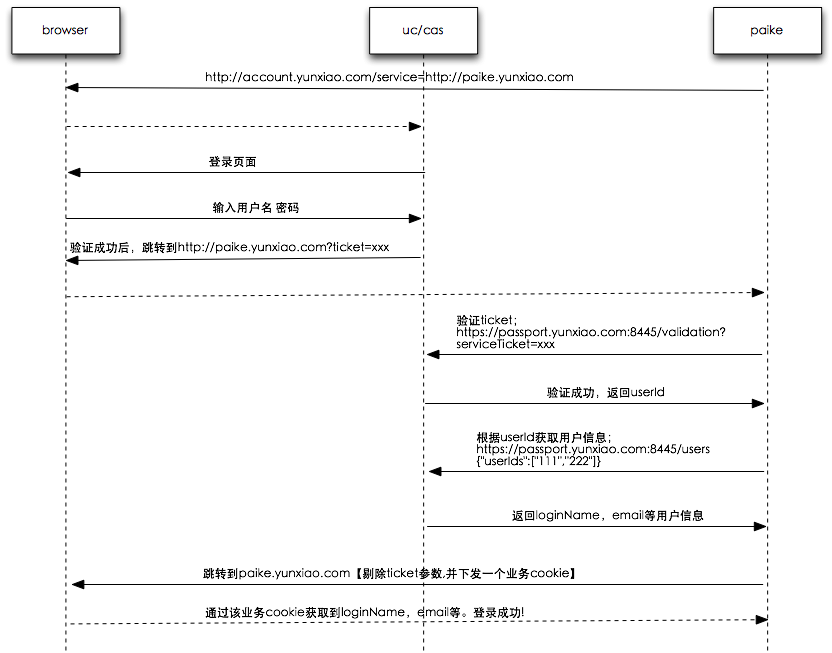 browser
uc/cas
paike
http://account.yunxiao.com/service=http://paike.yunxiao.com
登录页面
输入用户名 密码
验证成功后，跳转到http://paike.yunxiao.com?ticket=xxx
验证ticket；
https://passport.yunxiao.com:8445/validation?
serviceTicket=xxx
验证成功，返回userId
根据userId获取用户信息；
https://passport.yunxiao.com:8445/users
{"userIds":["111","222"]}
返回loginName，email等用户信息
跳转到paike.yunxiao.com【剔除ticket参数,并下发一个业务cookie】
通过该业务cookie获取到loginName，email等。登录成功!